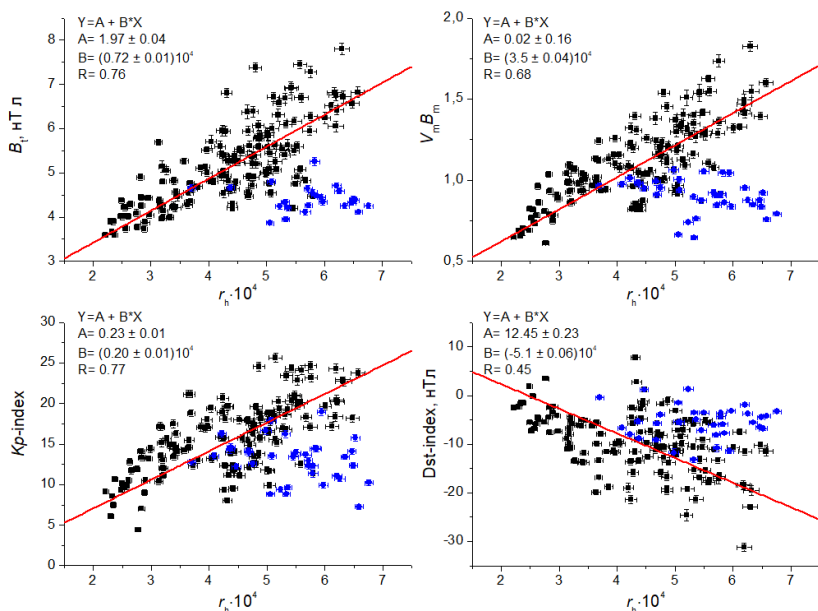 Y=A + B*X
A= 1.97 ± 0.04
B= (0.72 ± 0.01)10⁴
R= 0.76
8
7
6
5
4
3
B_t, нТл
2 3 4 5 6 7
r_h·10⁴
Y=A + B*X
A= 0.02 ± 0.16
B= (3.5 ± 0.04)10⁴
R= 0.68
2,0
1,5
1,0
0,5
V_m B_m
2 3 4 5 6 7
r_h·10⁴
Y=A + B*X
A= 0.23 ± 0.01
B= (0.20 ± 0.01)10⁴
R= 0.77
30
25
20
15
10
5
0
Kp-index
2 3 4 5 6 7
r_h·10⁴
Y=A + B*X
A= 12.45 ± 0.23
B= (-5.1 ± 0.06)10⁴
R= 0.45
10
0
-10
-20
-30
Dst-index, нТл
2 3 4 5 6 7
r_h·10⁴